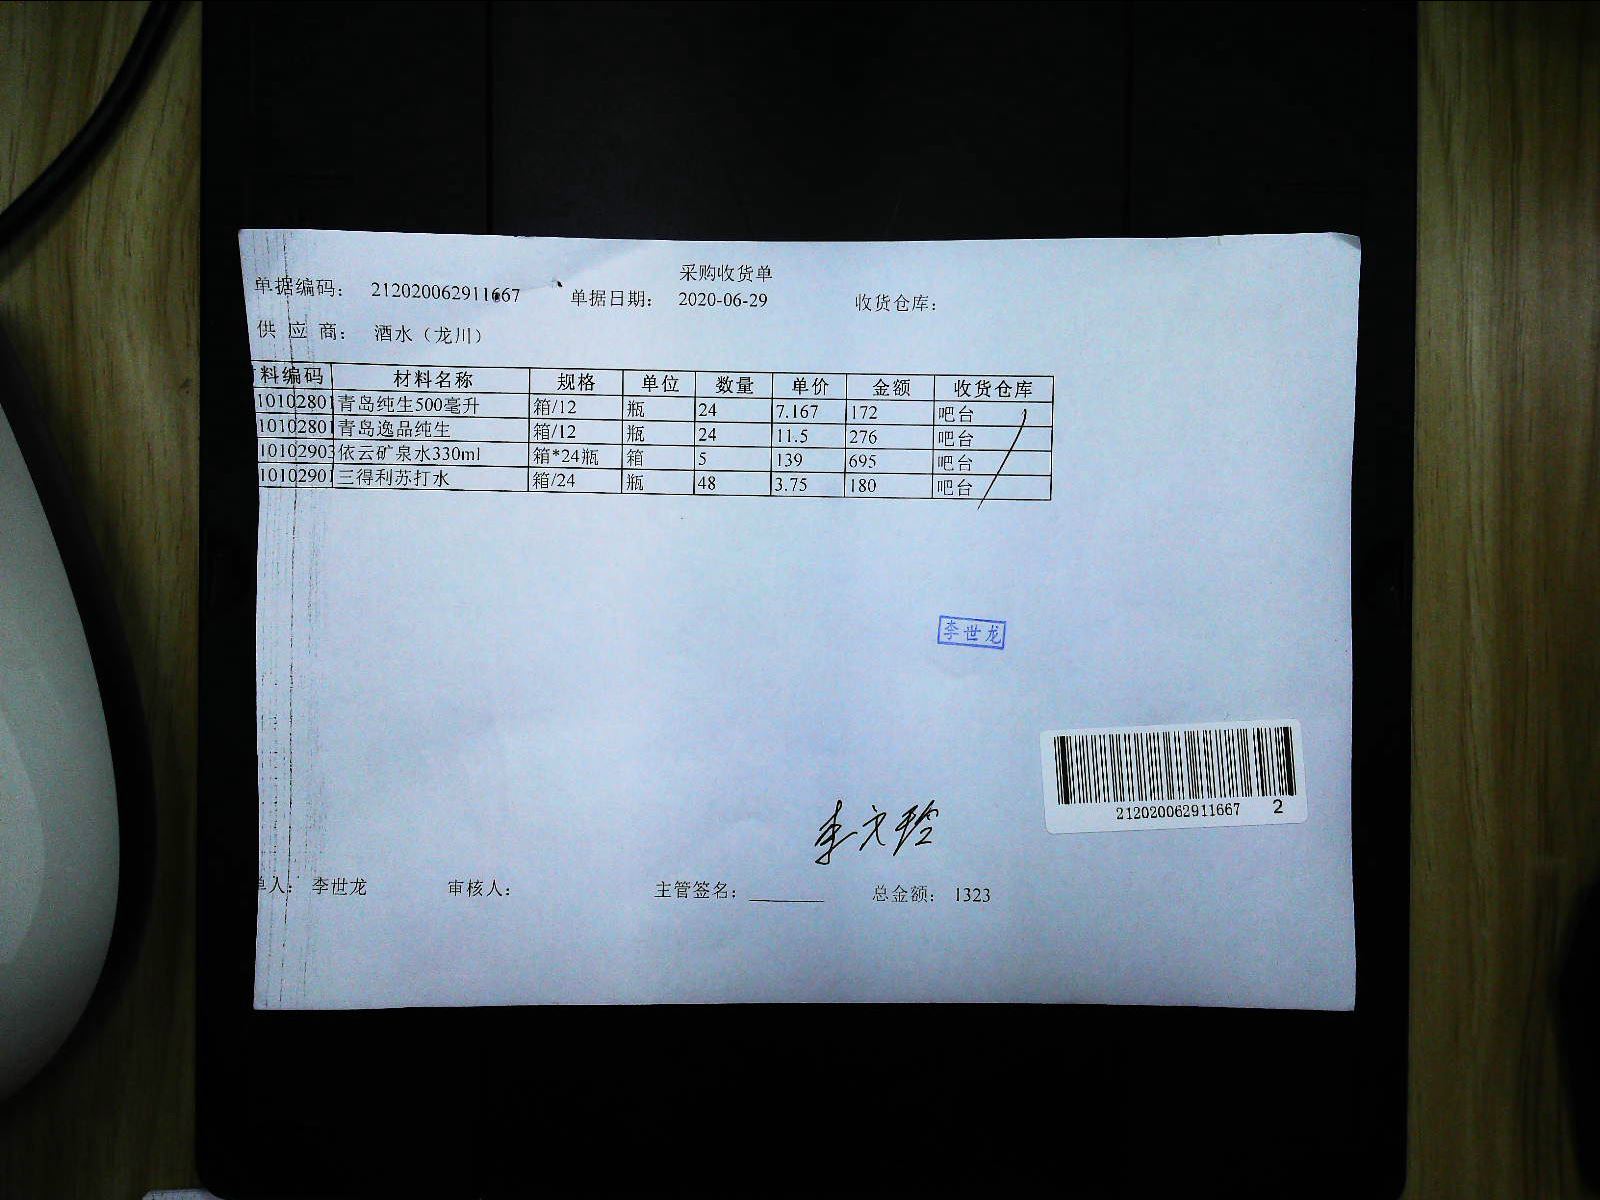 采购收货单
单据编码： 212020062911667 单据日期： 2020-06-29 收货仓库：
供 应 商： 酒水（龙川）
料编码 材料名称 规格 单位 数量 单价 金额 收货仓库
10102801 青岛纯生500毫升 箱/12 瓶 24 7.167 172 吧台
10102801 青岛逸品纯生 箱/12 瓶 24 11.5 276 吧台
10102903 依云矿泉水330ml 箱*24瓶 箱 5 139 695 吧台
10102901 三得利苏打水 箱/24 瓶 48 3.75 180 吧台
李世龙
212020062911667 2
单人： 李世龙 审核人： 主管签名： 总金额： 1323